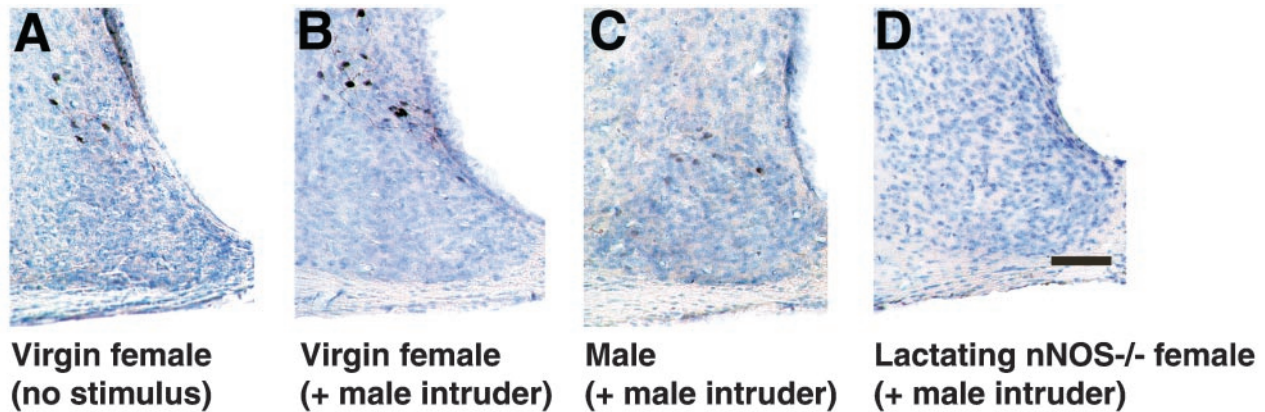 A
B
C
D
Virgin female
(no stimulus)
Virgin female
(+ male intruder)
Male
(+ male intruder)
Lactating nNOS-/- female
(+ male intruder)